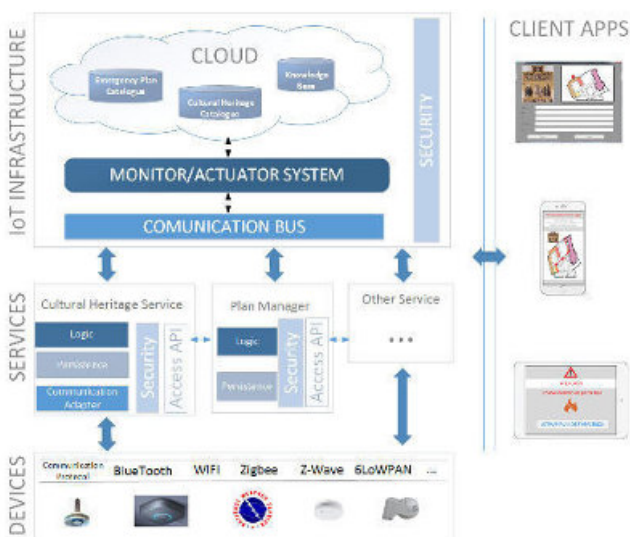 IoT INFRASTRUCTURE
CLOUD
Emergency Plan
Catalogue
Cultural Heritage
Catalogue
Knowledge
Base
SECURITY
MONITOR/ACTUATOR SYSTEM
COMUNICATION BUS
CLIENT APPS
SERVICES
Cultural Heritage Service
Logic
Persistence
Communication
Adapter
Security
Access API
Plan Manager
Logic
Persistence
Security
Access API
Other Service
...
DEVICES
Communication
Protocol
BlueTooth
WIFI
Zigbee
Z-Wave
6LoWPAN
...